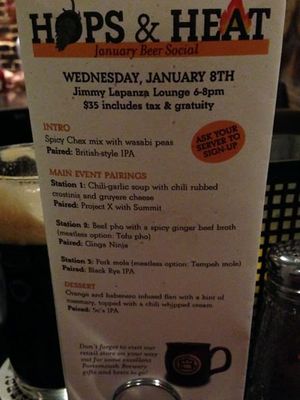 HOPS & HEAT
January Beer Social
WEDNESDAY, JANUARY 8TH
Jimmy Lapanza Lounge 6-8pm
$35 includes tax & gratuity
INTRO
Spicy Chex mix with wasabi peas
Paired: British-style IPA
ASK YOUR
SERVER TO
SIGN-UP
MAIN EVENT PAIRINGS
Station 1: Chili-garlic soup with chili rubbed
crostinis and gruyere cheese
Paired: Project X with Summit
Station 2: Beef pho with a spicy ginger beef broth
(meatless option: Tofu pho)
Paired: Ginga Ninja
Station 3: Pork mole (meatless option: Tempeh mole)
Paired: Black Rye IPA
DESSERT
Orange and habenero infused flan with a hint of
rosemary, topped with a chili whipped cream
Paired: 5c's IPA
Don't forget to visit our
retail store on your way
out for some excellent
Portsmouth Brewery
gifts and beers to go!